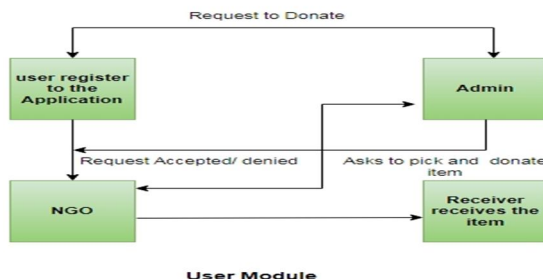 Request to Donate
user register
to the
Application
Admin
Request Accepted/ denied
Asks to pick and donate
item
NGO
Receiver
receives the
item
User Module